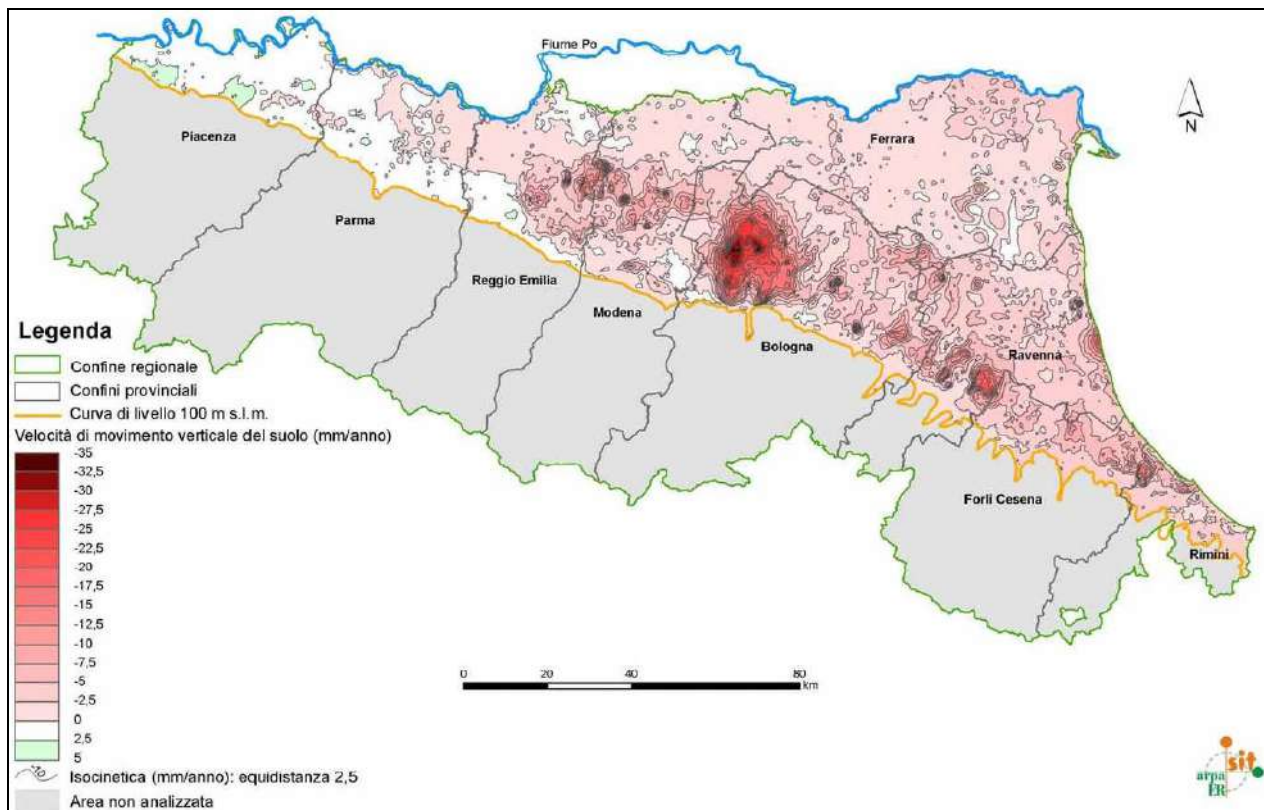 Fiume Po
N
Piacenza
Ferrara
Parma
Reggio Emilia
Modena
Bologna
Ravenna
Forlì Cesena
Rimini
Legenda
Confine regionale
Confini provinciali
Curva di livello 100 m s.l.m.
Velocità di movimento verticale del suolo (mm/anno)
-35
-32,5
-30
-27,5
-25
-22,5
-20
-17,5
-15
-12,5
-10
-7,5
-5
-2,5
0
2,5
5
-10
Isocinetica (mm/anno): equidistanza 2,5
Area non analizzata
0 20 40 80
km
arpa
ER
sit